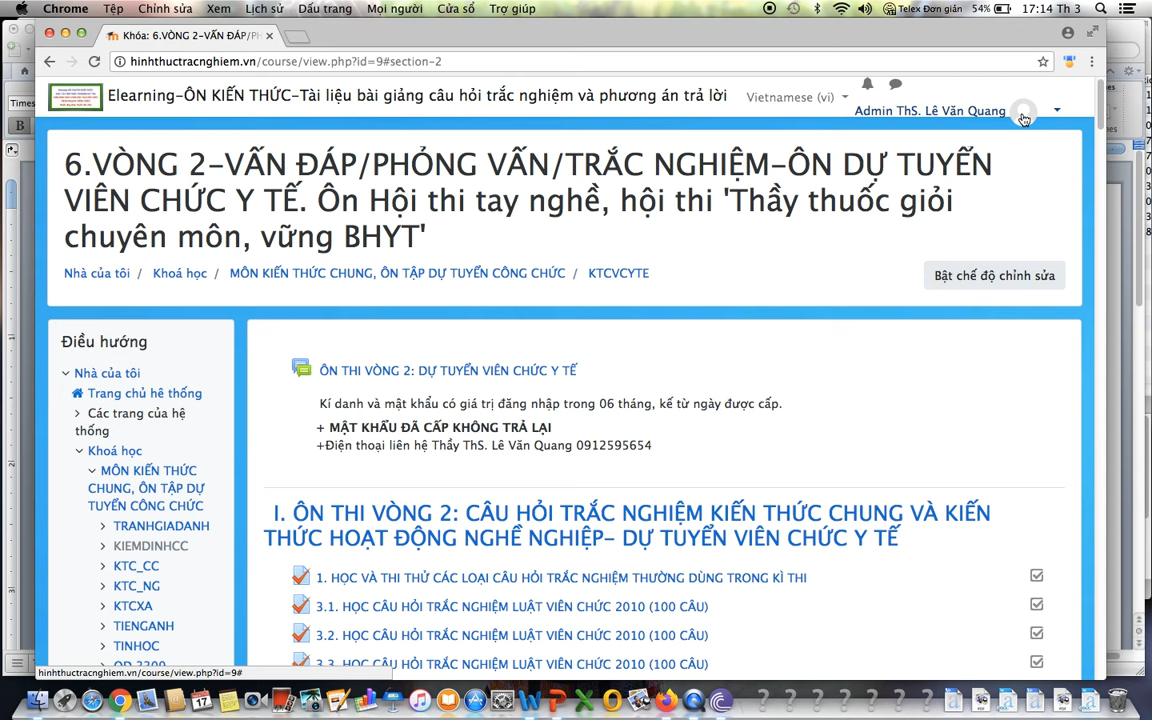 Chrome Tệp Chỉnh sửa Xem Lịch sử Dấu trang Mọi người Cửa sổ Trợ giúp Telex Đơn giản 54% 17:14 Th 3
Khóa: 6.VÒNG 2-VẤN ĐÁP/PH
hinhthuctracnghiem.vn/course/view.php?id=9#section-2
Elearning-ÔN KIẾN THỨC-Tài liệu bài giảng câu hỏi trắc nghiệm và phương án trả lời
Vietnamese (vi)
Admin ThS. Lê Văn Quang
Times
B
6.VÒNG 2-VẤN ĐÁP/PHỎNG VẤN/TRẮC NGHIỆM-ÔN DỰ TUYỂN
VIÊN CHỨC Y TẾ. Ôn Hội thi tay nghề, hội thi 'Thầy thuốc giỏi
chuyên môn, vững BHYT'
Nhà của tôi / Khoá học / MÔN KIẾN THỨC CHUNG, ÔN TẬP DỰ TUYỂN CÔNG CHỨC / KTCVCYTE
Bật chế độ chỉnh sửa
Điều hướng
Nhà của tôi
Trang chủ hê thống
Các trang của hệ
thống
Khoá học
MÔN KIẾN THỨC
CHUNG, ÔN TẬP DỰ
TUYỂN CÔNG CHỨC
TRANHGIADANH
KIEMDINHCC
KTC_CC
KTC_NG
KTCXA
TIENGANH
TINHOC
QD 2200
ÔN THI VÒNG 2: DỰ TUYỂN VIÊN CHỨC Y TẾ
Kí danh và mật khẩu có giá trị đăng nhập trong 06 tháng, kế từ ngày được cấp.
+ MẬT KHẨU ĐÃ CẤP KHÔNG TRẢ LẠI
+Điện thoại liên hệ Thầy ThS. Lê Văn Quang 0912595654
I. ÔN THI VÒNG 2: CÂU HỎI TRẮC NGHIỆM KIẾN THỨC CHUNG VÀ KIẾN
THỨC HOẠT ĐỘNG NGHỀ NGHIỆP- DỰ TUYỂN VIÊN CHỨC Y TẾ
1. HỌC VÀ THI THỬ CÁC LOẠI CÂU HỎI TRẮC NGHIỆM THƯỜNG DÙNG TRONG KÌ THI
3.1. HỌC CÂU HỎI TRẮC NGHIỆM LUẬT VIÊN CHỨC 2010 (100 CÂU)
3.2. HỌC CÂU HỎI TRẮC NGHIỆM LUẬT VIÊN CHỨC 2010 (100 CÂU)
3.3. HỌC CÂU HỎI TRẮC NGHIỆM LUẬT VIÊN CHỨC 2010 (100 CÂU)
hinhthuctracnghiem.vn/course/view.php?id=9#